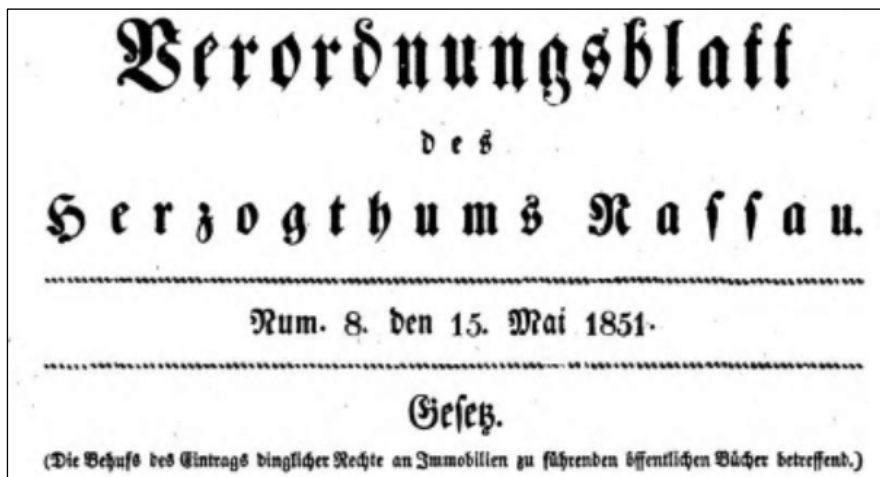 Verordnungsblatt
des
Herzogthums Nassau.
Num. 8. den 15. Mai 1851.
Gesetz.
(Die Behufs des Eintrags dinglicher Rechte an Immobilien zu führenden öffentlichen Bücher betreffend.)